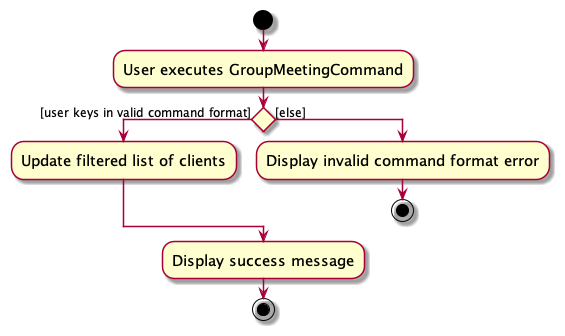 User executes GroupMeetingCommand
[user keys in valid command format]
[else]
Update filtered list of clients
Display invalid command format error
Display success message